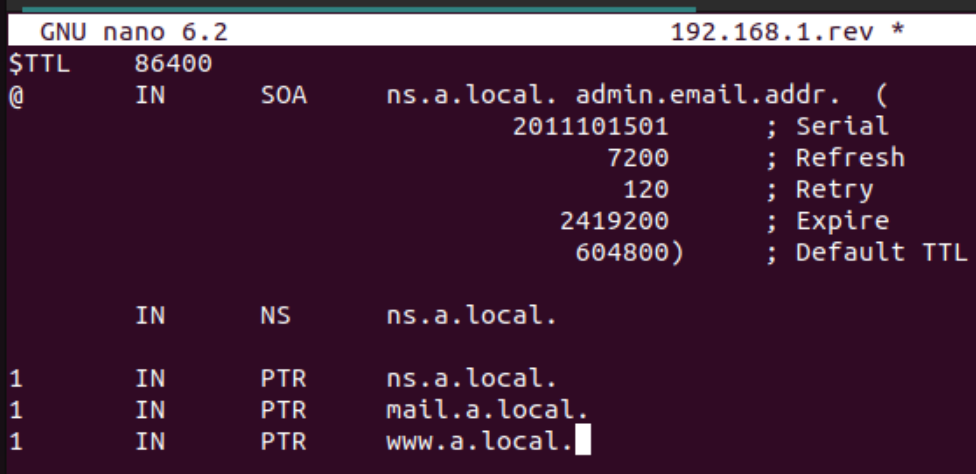 GNU nano 6.2 192.168.1.rev *
$TTL 86400
@ IN SOA ns.a.local. admin.email.addr. (
2011101501 ; Serial
7200 ; Refresh
120 ; Retry
2419200 ; Expire
604800) ; Default TTL
IN NS ns.a.local.
1 IN PTR ns.a.local.
1 IN PTR mail.a.local.
1 IN PTR www.a.local.